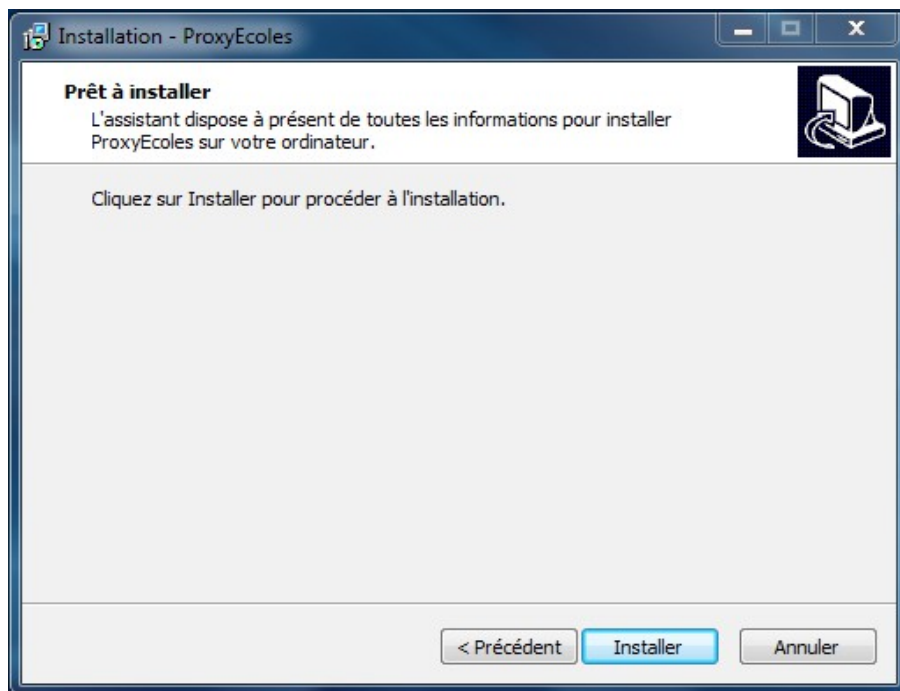 Installation - ProxyEcoles
Prêt à installer
L'assistant dispose à présent de toutes les informations pour installer
ProxyEcoles sur votre ordinateur.
Cliquez sur Installer pour procéder à l'installation.
< Précédent
Installer
Annuler